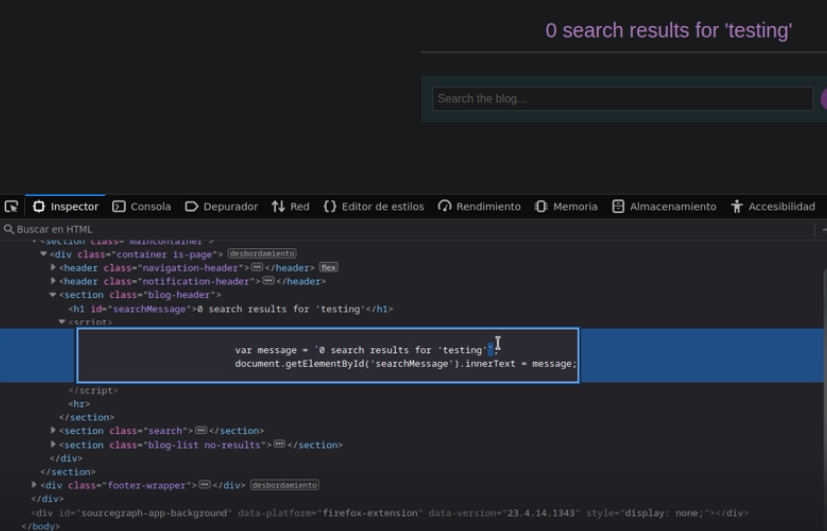 0 search results for 'testing'
Search the blog...
Inspector Consola Depurador Red Editor de estilos Rendimiento Memoria Almacenamiento Accesibilidad
Buscar en HTML
<section class="maincontainer">
<div class="container is-page"> desbordamiento
<header class="navigation-header"></header> flex
<header class="notification-header"></header>
<section class="blog-header">
<h1 id="searchMessage">0 search results for 'testing'</h1>
<script>
var message = `0 search results for 'testing'`;
document.getElementById('searchMessage').innerText = message;
</script>
<hr>
</section>
<section class="search"></section>
<section class="blog-list no-results"></section>
</div>
</section>
<div class="footer-wrapper"></div> desbordamiento
</div>
<div id="sourcegraph-app-background" data-platform="firefox-extension" data-version="23.4.14.1343" style="display: none;"></div>
</body>